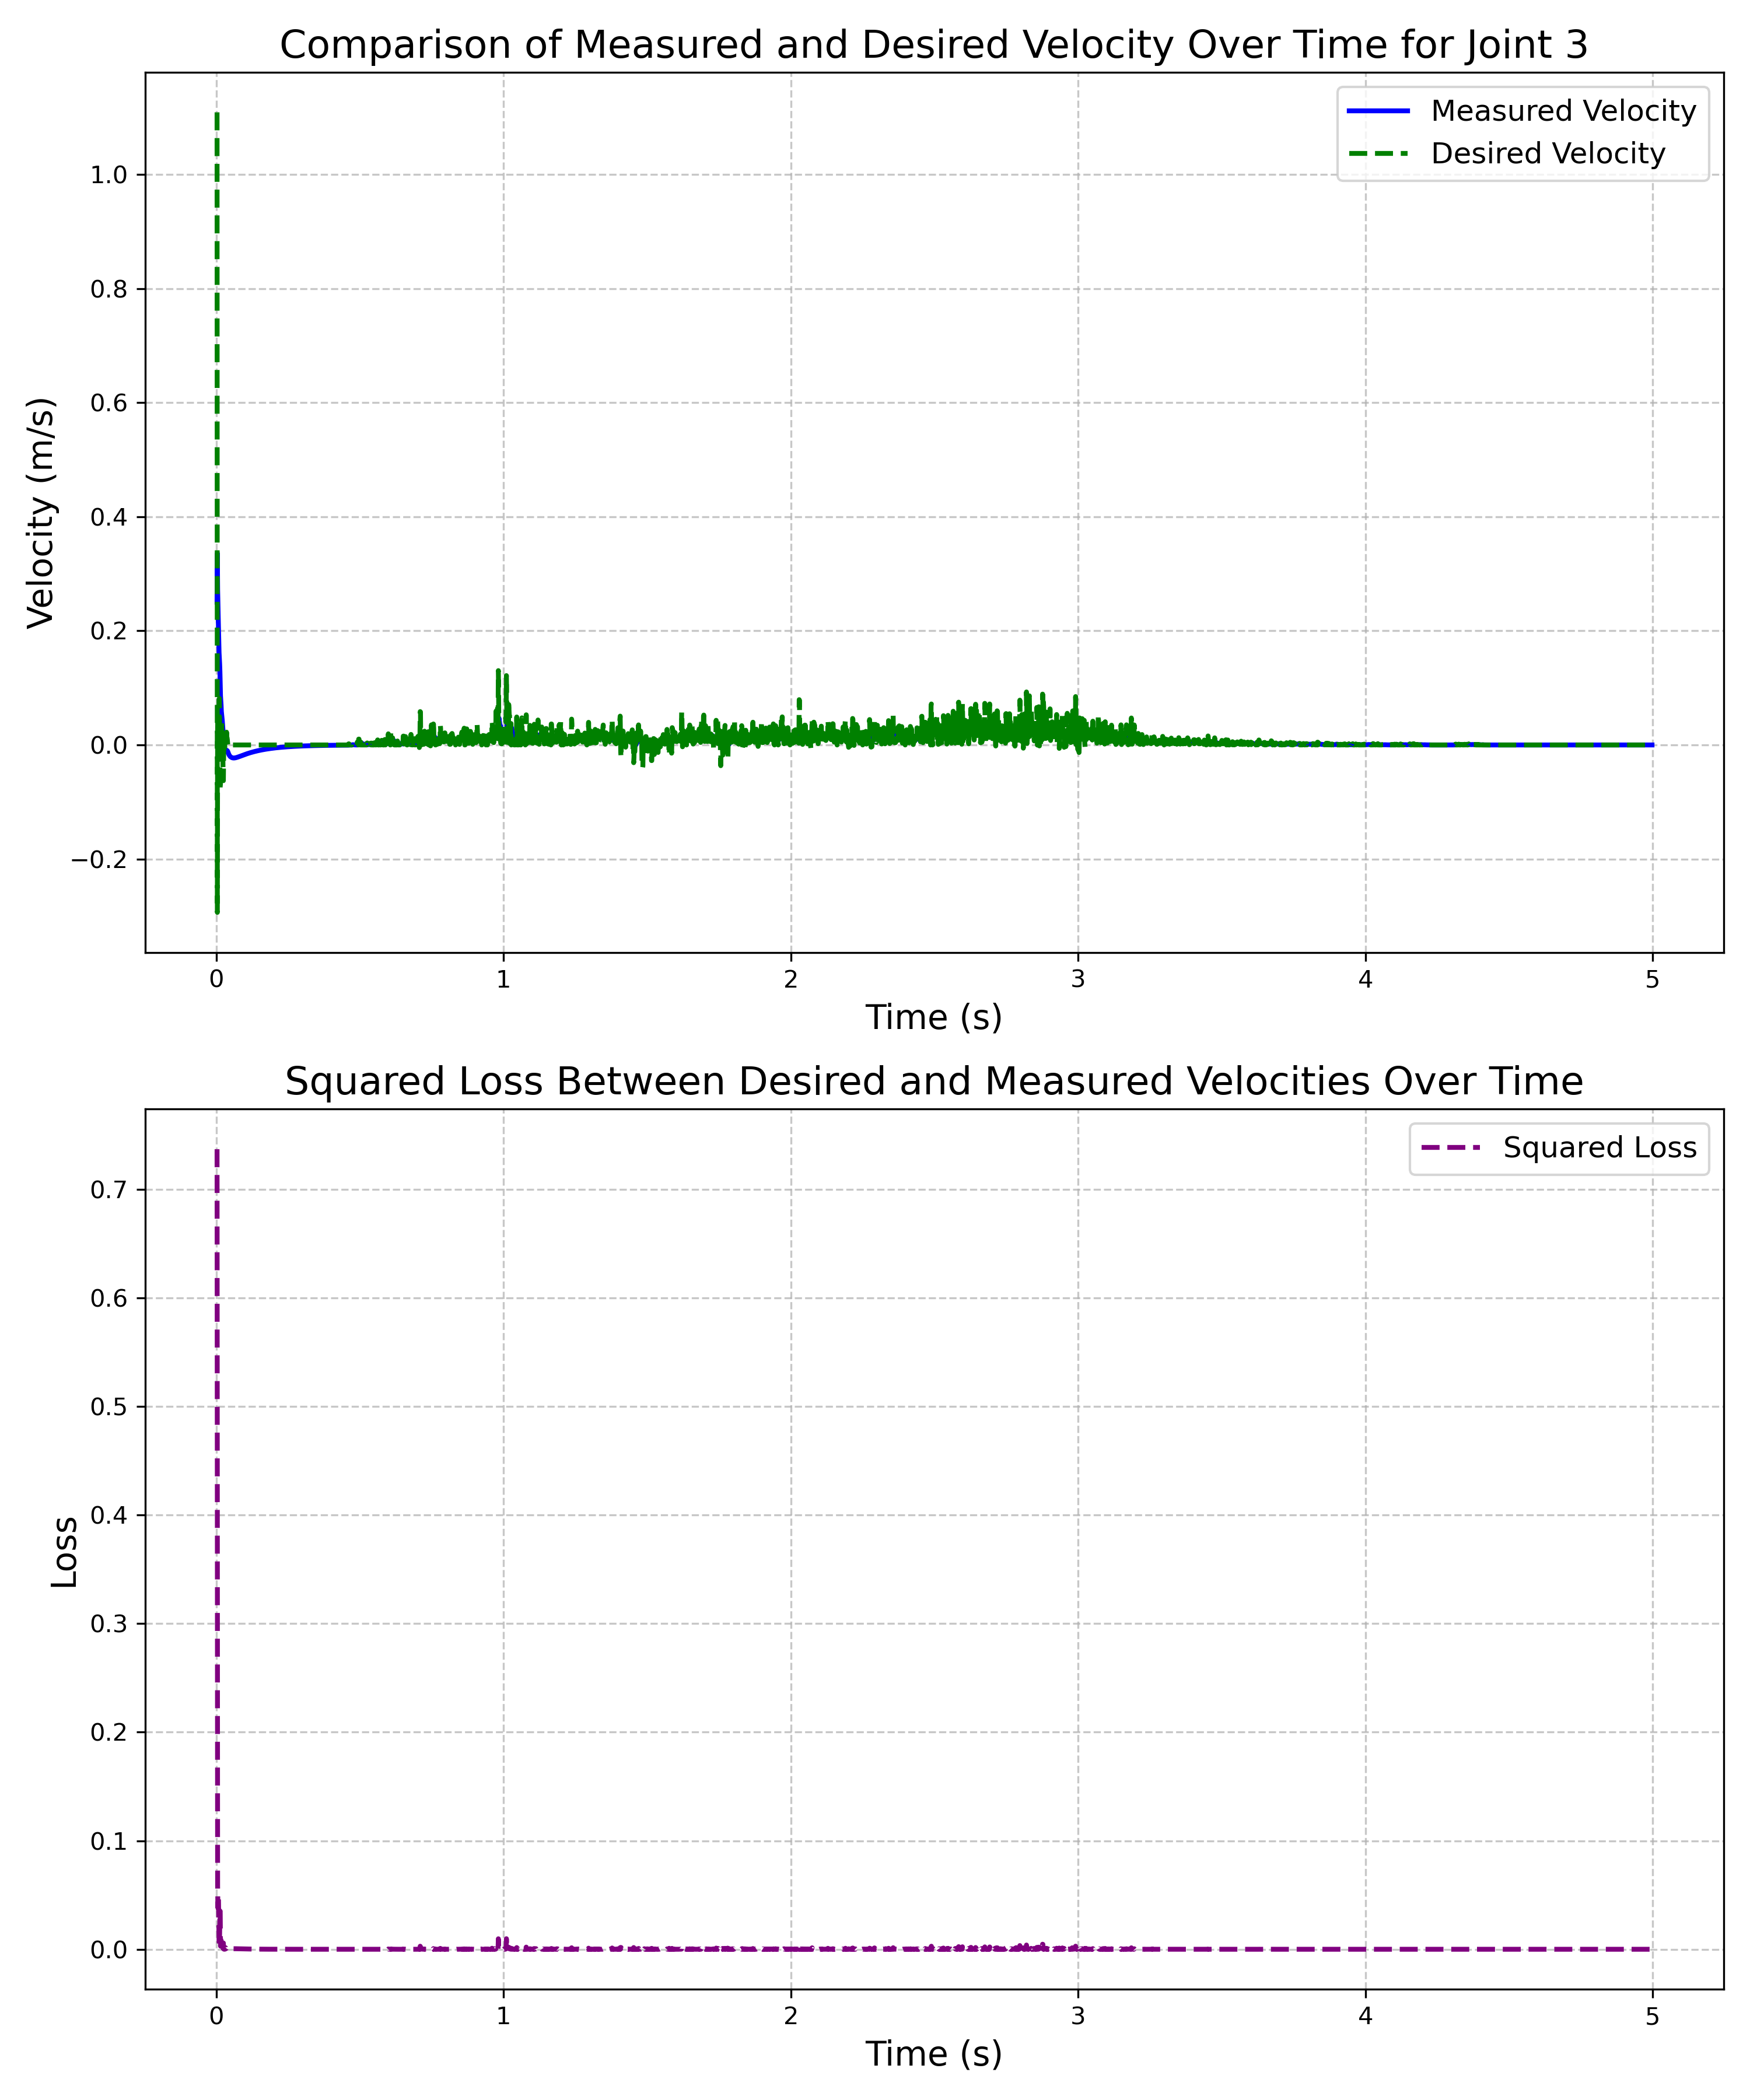 Comparison of Measured and Desired Velocity Over Time for Joint 3
Measured Velocity
Desired Velocity
Velocity (m/s)
1.0
0.8
0.6
0.4
0.2
0.0
−0.2
0 1 2 3 4 5
Time (s)
Squared Loss Between Desired and Measured Velocities Over Time
Squared Loss
Loss
0.7
0.6
0.5
0.4
0.3
0.2
0.1
0.0
0 1 2 3 4 5
Time (s)